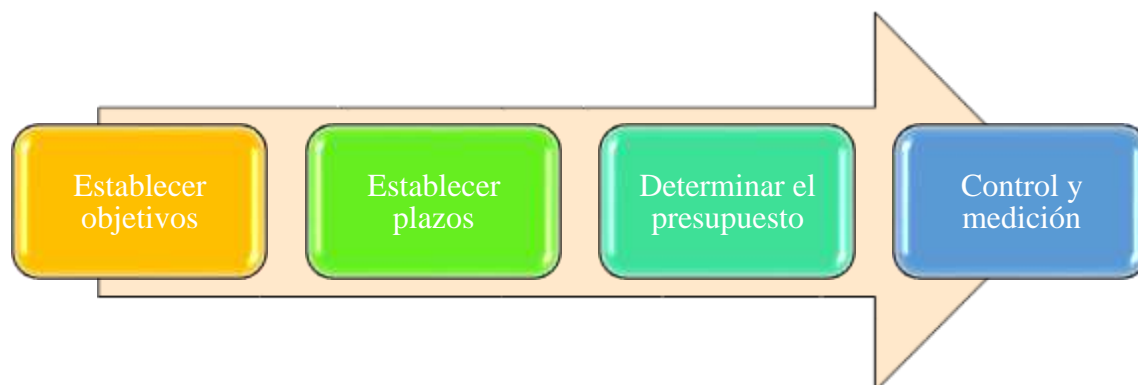 Establecer
objetivos
Establecer
plazos
Determinar el
presupuesto
Control y
medición